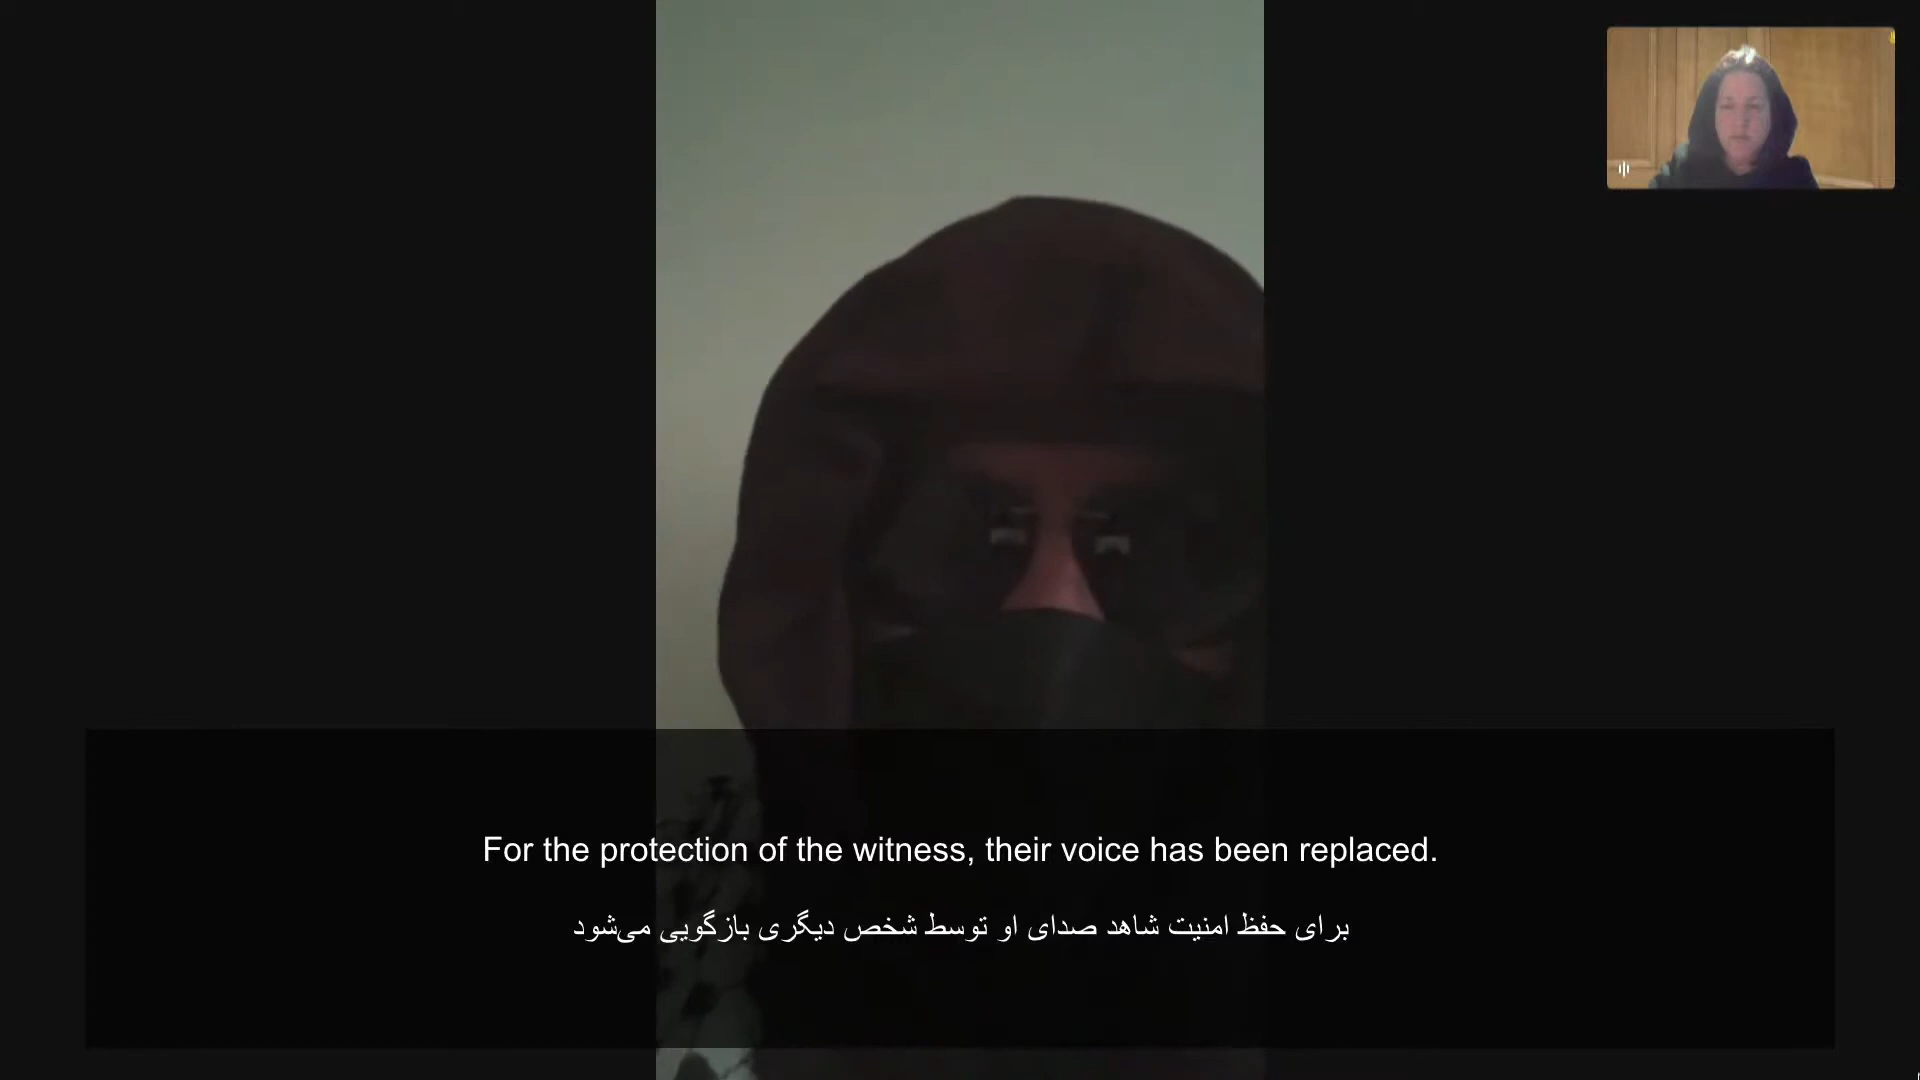 For the protection of the witness, their voice has been replaced.
برای حفظ امنیت شاهد صدای او توسط شخص دیگری بازگویی می‌شود